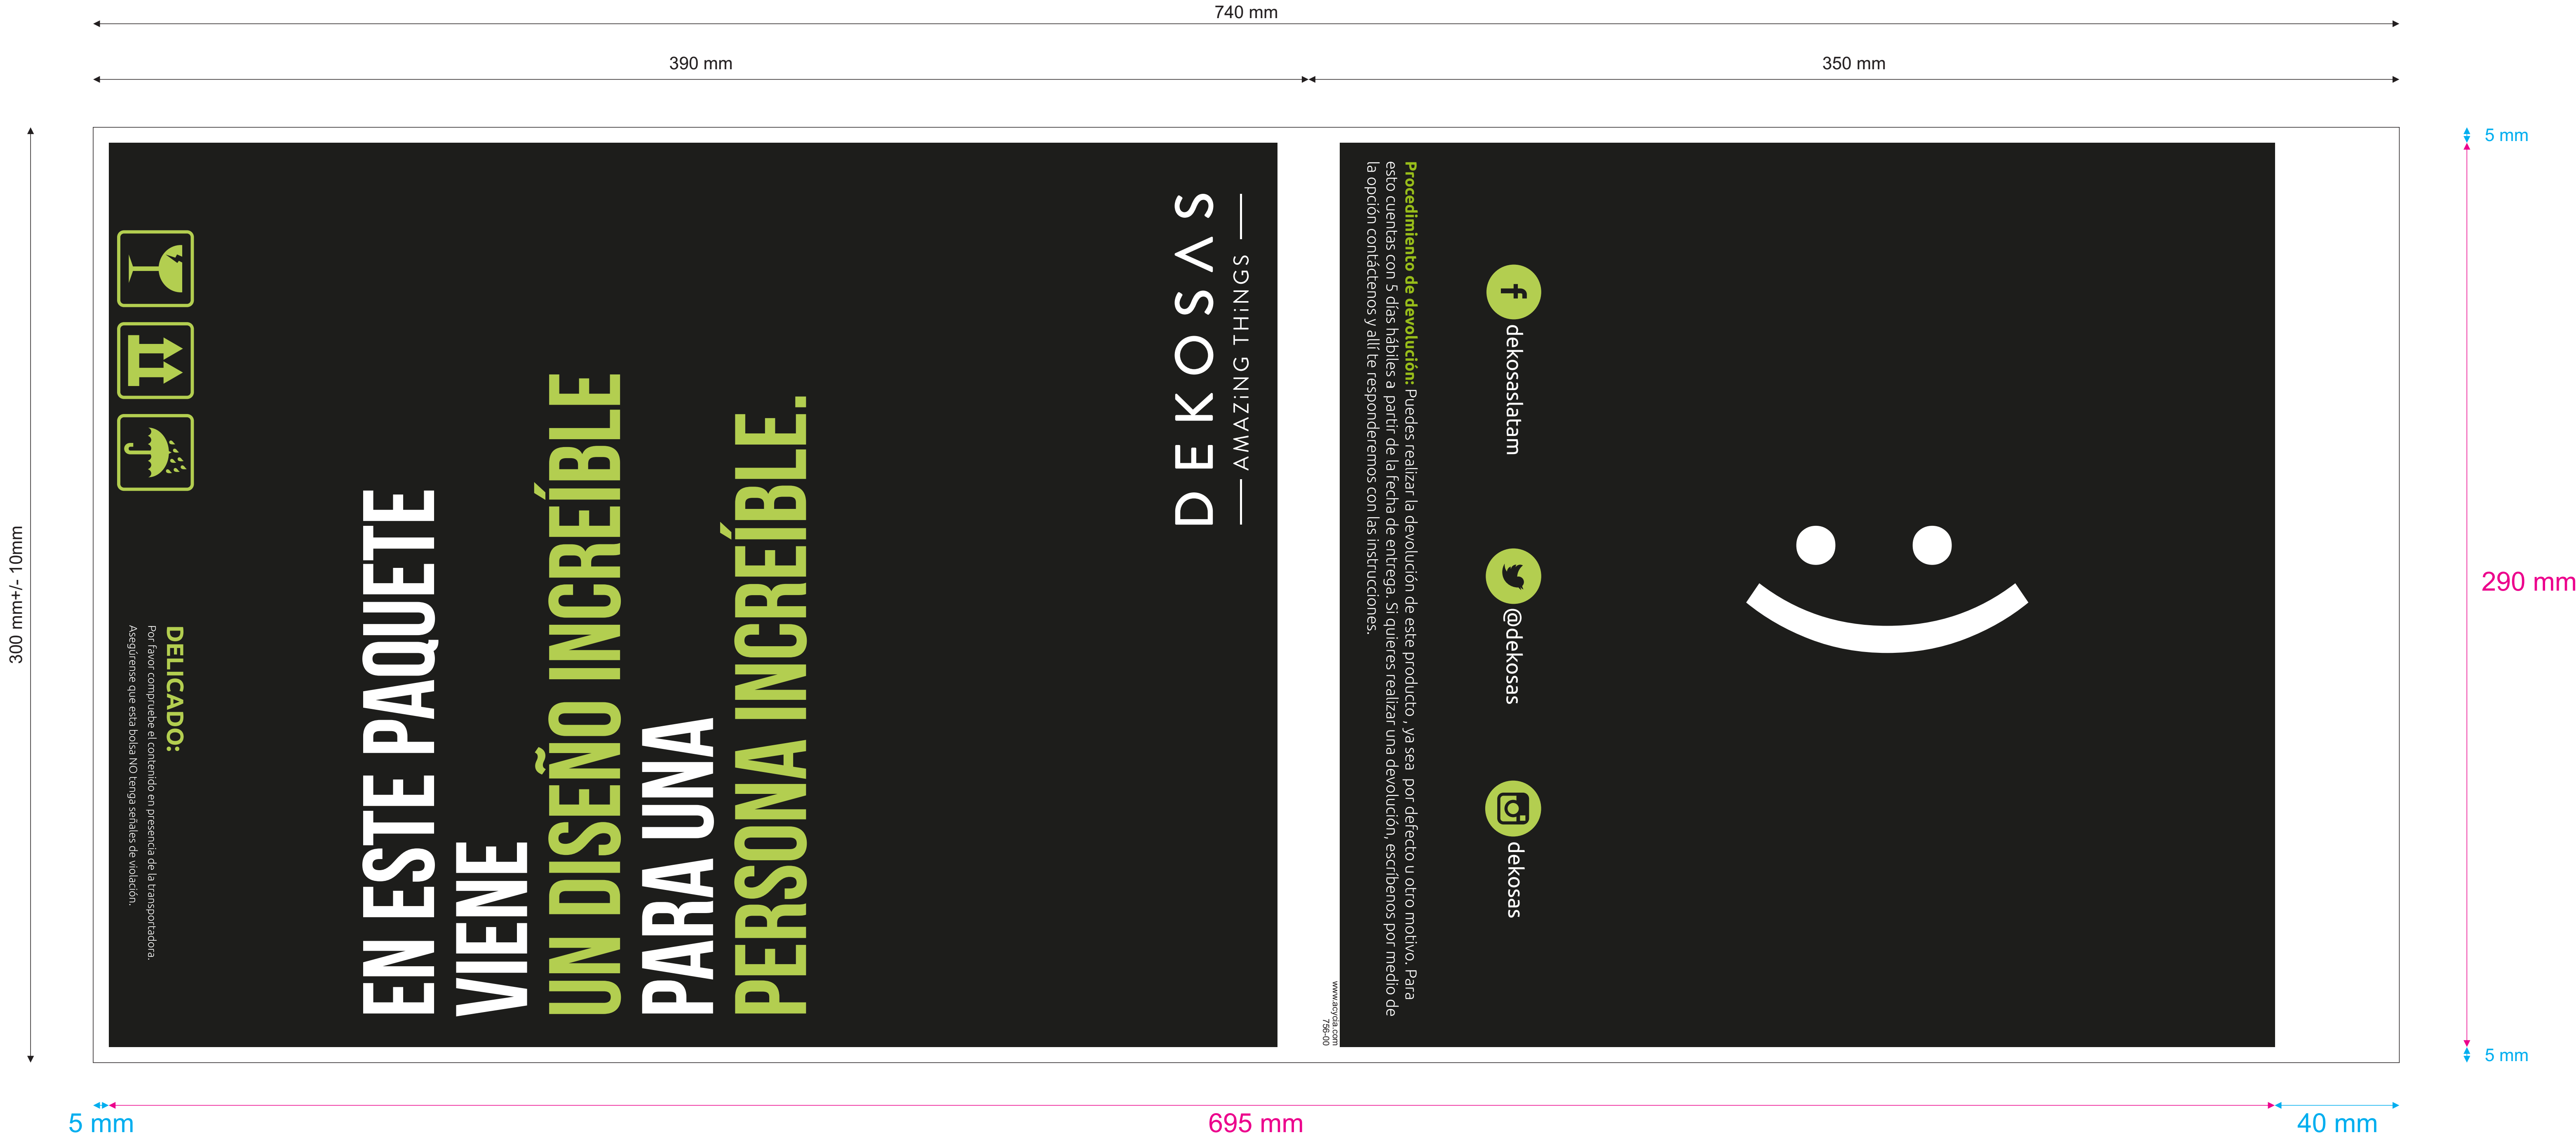 740 mm
390 mm
350 mm
300 mm+/- 10mm
5 mm
290 mm
5 mm
5 mm
695 mm
40 mm
DELICADO:
Por favor compruebe el contenido en presencia de la transportadora.
Asegúrense que esta bolsa NO tenga señales de violación.
EN ESTE PAQUETE
VIENE
UN DISEÑO INCREÍBLE
PARA UNA
PERSONA INCREÍBLE.
DEKOSAS
AMAZING THINGS
Procedimiento de devolución: Puedes realizar la devolución de este producto , ya sea por defecto u otro motivo. Para
esto cuentas con 5 días hábiles a partir de la fecha de entrega. Si quieres realizar una devolución, escríbenos por medio de
la opción contáctenos y allí te responderemos con las instrucciones.
dekosaslatam
@dekosas
dekosas
www.acycia.com
756-00